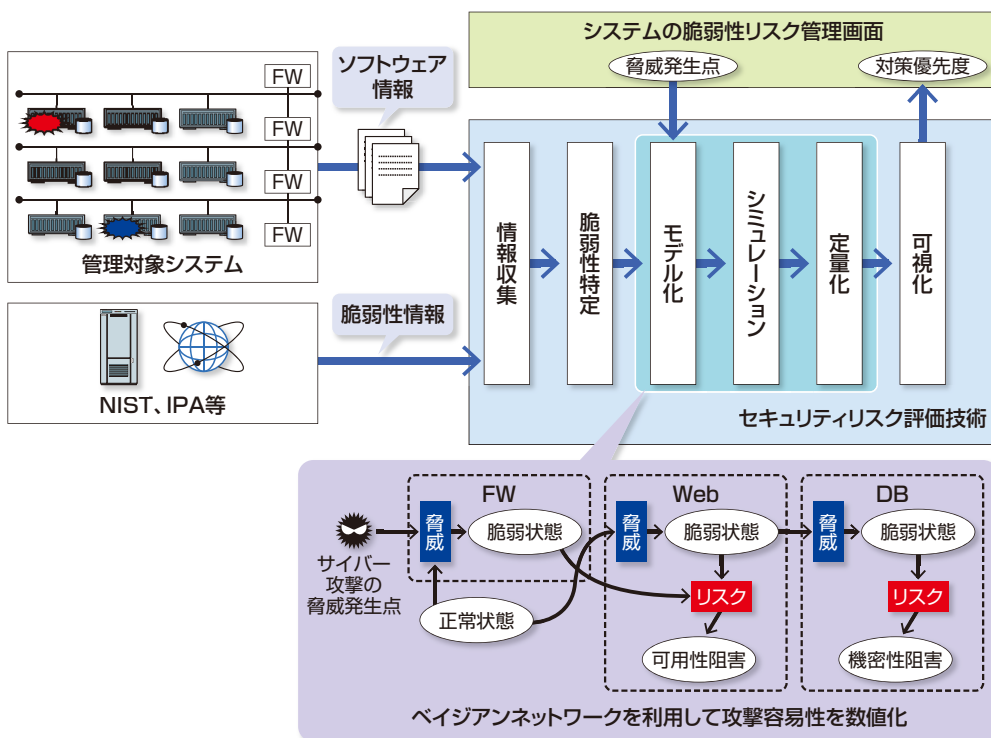 システムの脆弱性リスク管理画面
脅威発生点
対策優先度
ソフトウェア
情報
FW
FW
FW
FW
管理対象システム
脆弱性情報
NIST、IPA等
情報収集
脆弱性特定
モデル化
シミュレーション
定量化
可視化
セキュリティリスク評価技術
FW
Web
DB
脅威
脆弱状態
脅威
脆弱状態
脅威
脆弱状態
サイバー
攻撃の
脅威発生点
正常状態
リスク
リスク
可用性阻害
機密性阻害
ベイジアンネットワークを利用して攻撃容易性を数値化